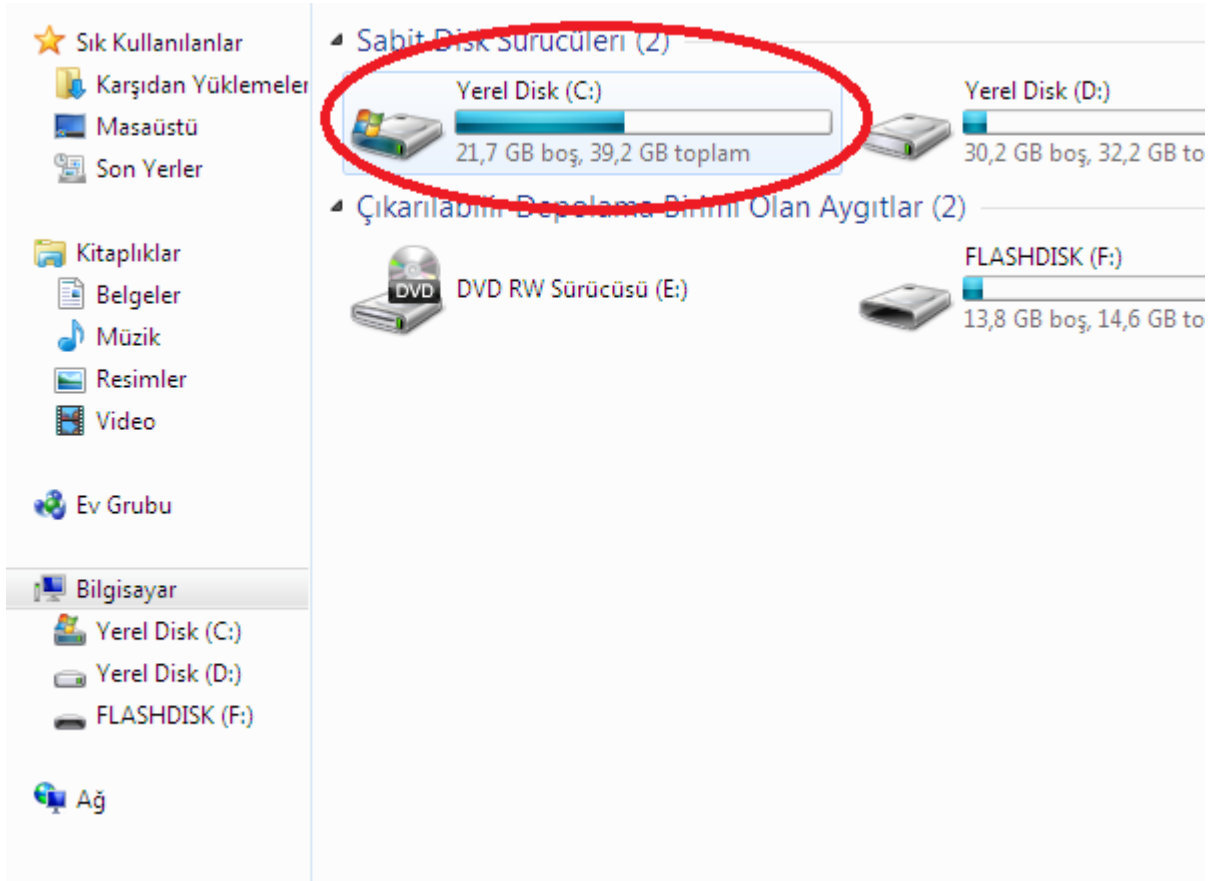 Sık Kullanılanlar
Karşıdan Yüklemeler
Masaüstü
Son Yerler
Kitaplıklar
Belgeler
Müzik
Resimler
Video
Ev Grubu
Bilgisayar
Yerel Disk (C:)
Yerel Disk (D:)
FLASHDISK (F:)
Ağ
Sabit Disk Sürücüleri (2)
Yerel Disk (C:)
21,7 GB boş, 39,2 GB toplam
Yerel Disk (D:)
30,2 GB boş, 32,2 GB to
Çıkarılabilir Depolama Birimi Olan Aygıtlar (2)
DVD
DVD RW Sürücüsü (E:)
FLASHDISK (F:)
13,8 GB boş, 14,6 GB to